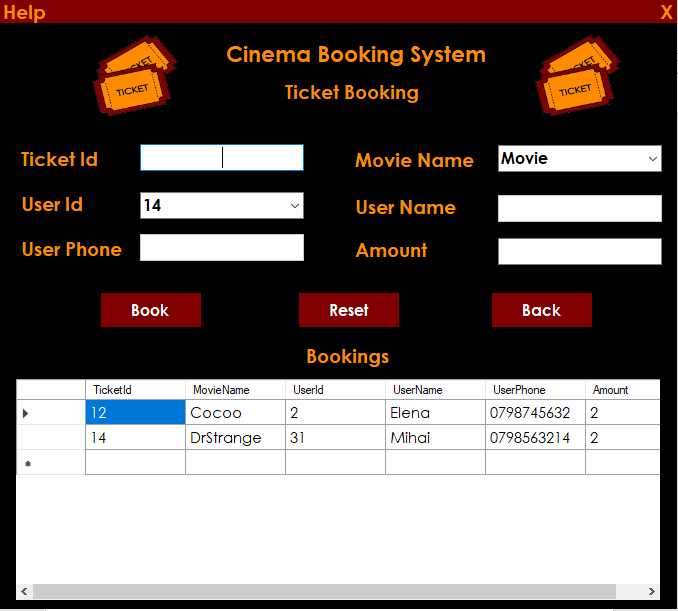 Help X
Cinema Booking System
TICKET TICKET
TICKET TICKET
Ticket Booking
Ticket Id Movie Name Movie
User Id 14 User Name
User Phone Amount
Book Reset Back
Bookings
TicketId MovieName UserId UserName UserPhone Amount
12 Cocoo 2 Elena 0798745632 2
14 DrStrange 31 Mihai 0798563214 2